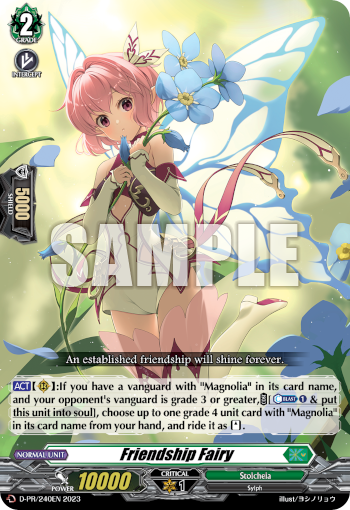 2
GRADE
INTERCEPT
5000
SHIELD
SAMPLE
An established friendship will shine forever.
ACT【】:If you have a vanguard with "Magnolia" in its card name,
and your opponent's vanguard is grade 3 or greater, [ BLAST 1 & put
this unit into soul], choose up to one grade 4 unit card with "Magnolia"
in its card name from your hand, and ride it as [*].
NORMAL UNIT
Friendship Fairy
POWER 10000
CRITICAL
1
Stoicheia
Sylph
D-PR/240EN 2023
illust/ヨシノリョウ